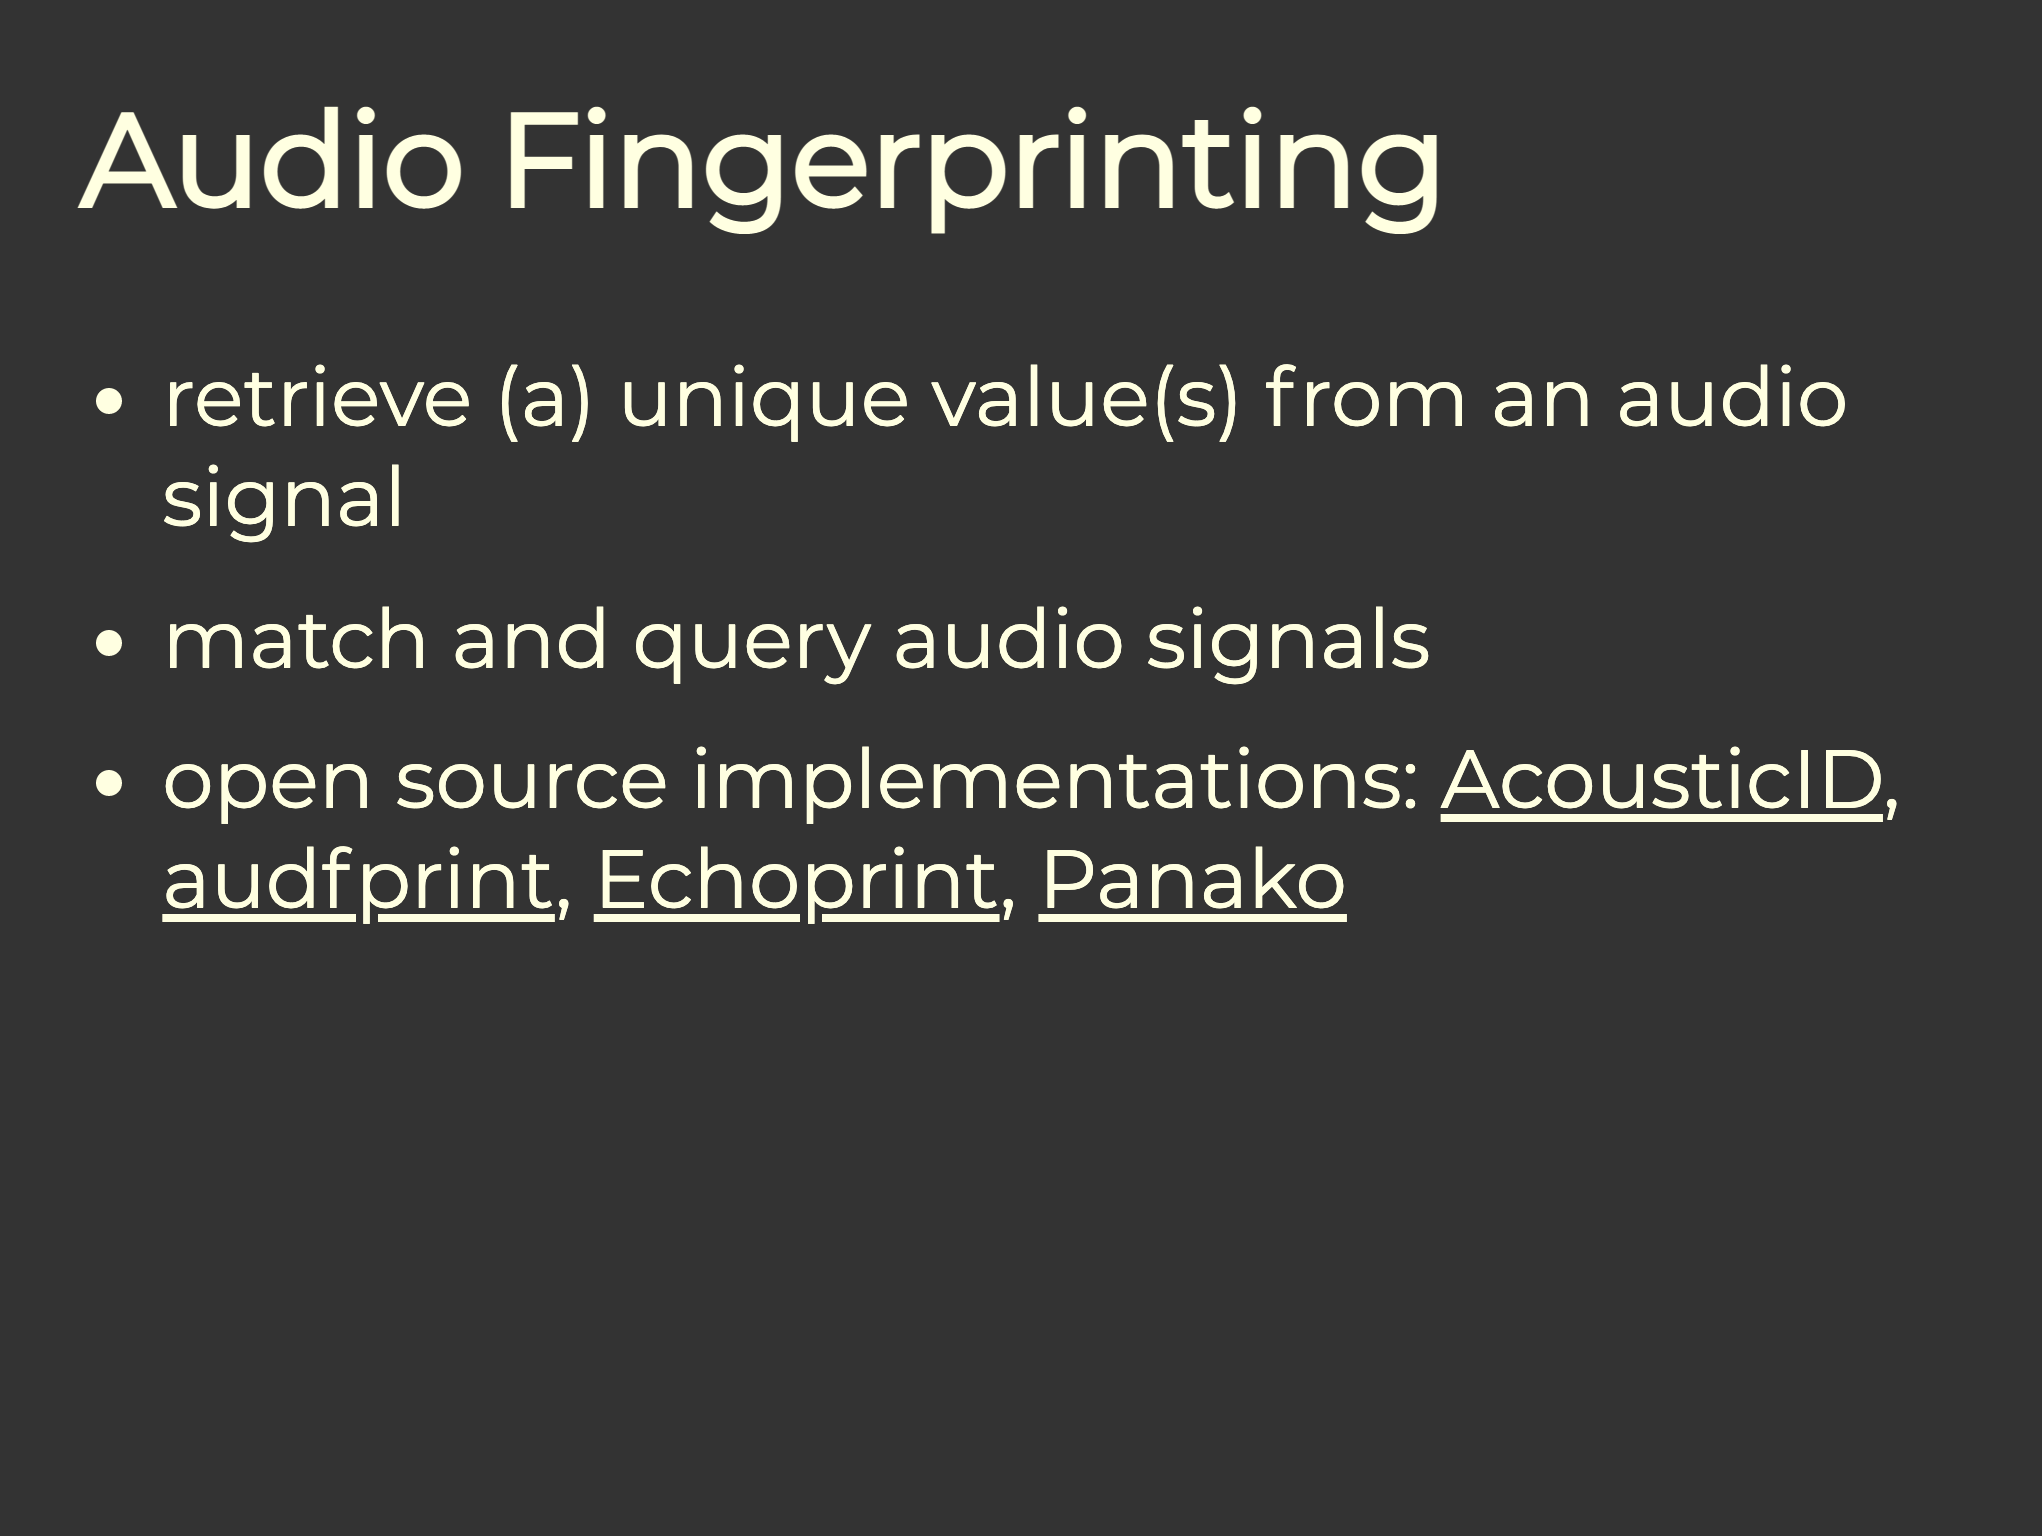 Audio Fingerprinting
• retrieve (a) unique value(s) from an audio
signal
• match and query audio signals
• open source implementations: AcousticID,
audfprint, Echoprint, Panako